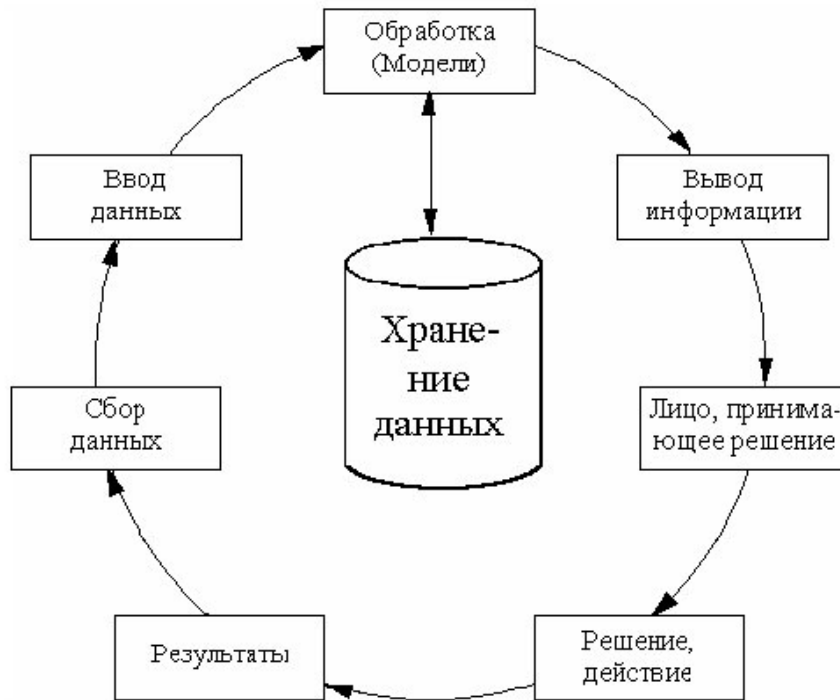 Обработка
(Модели)
Ввод
данных
Вывод
информации
Хране-
ние
данных
Сбор
данных
Лицо, принима-
ющее решение
Результаты
Решение,
действие